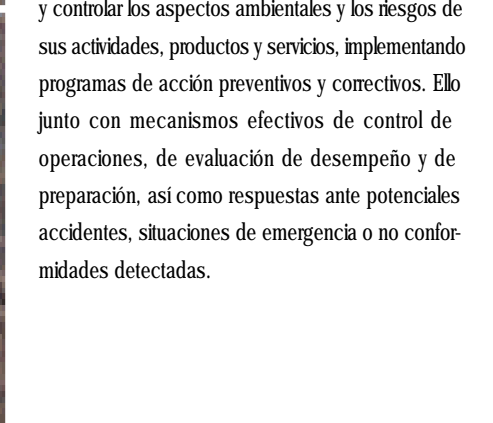 y controlar los aspectos ambientales y los riesgos de
sus actividades, productos y servicios, implementando
programas de acción preventivos y correctivos. Ello
junto con mecanismos efectivos de control de
operaciones, de evaluación de desempeño y de
preparación, así como respuestas ante potenciales
accidentes, situaciones de emergencia o no confor-
midades detectadas.